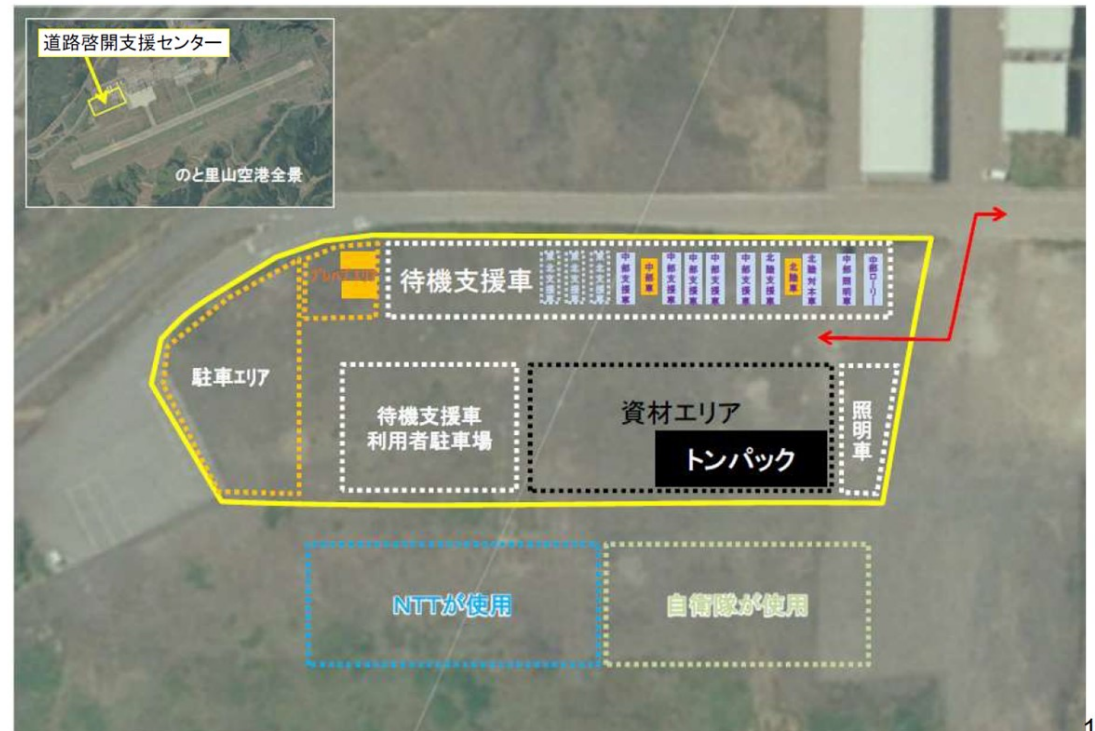 道路啓開支援センター
のと里山空港全景
待機支援車
中部支援車
中部車
中部支援車
中部支援車
中部支援車
中部支援車
北陸支援車
北陸車
北陸対本車
中部照明車
中部ローリー
駐車エリア
待機支援車
利用者駐車場
資材エリア
トンパック
照明車
NTTが使用
自衛隊が使用
1